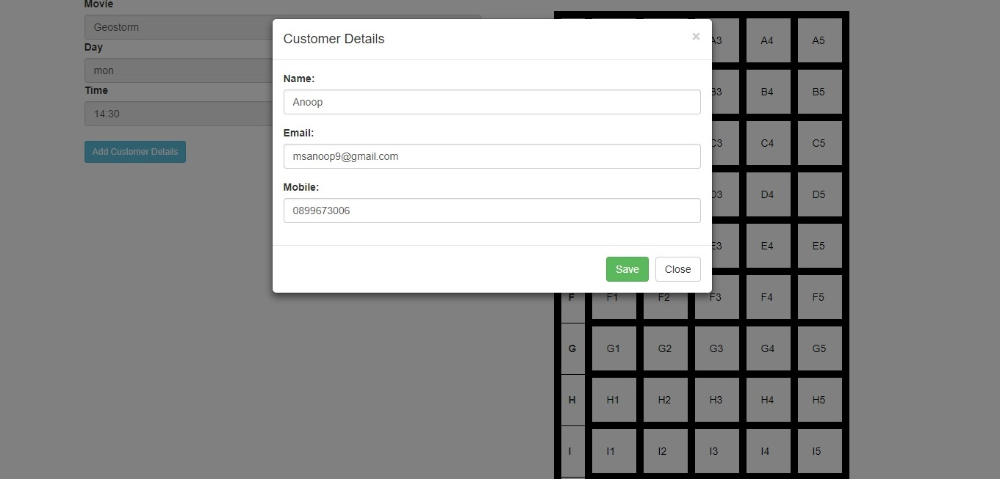 Movie
Geostorm
Day
mon
Time
14:30
Add Customer Details
Customer Details
×
Name:
Anoop
Email:
msanoop9@gmail.com
Mobile:
0899673006
Save
Close
A3 A4 A5
B3 B4 B5
C3 C4 C5
D3 D4 D5
E3 E4 E5
F F1 F2 F3 F4 F5
G G1 G2 G3 G4 G5
H H1 H2 H3 H4 H5
I I1 I2 I3 I4 I5